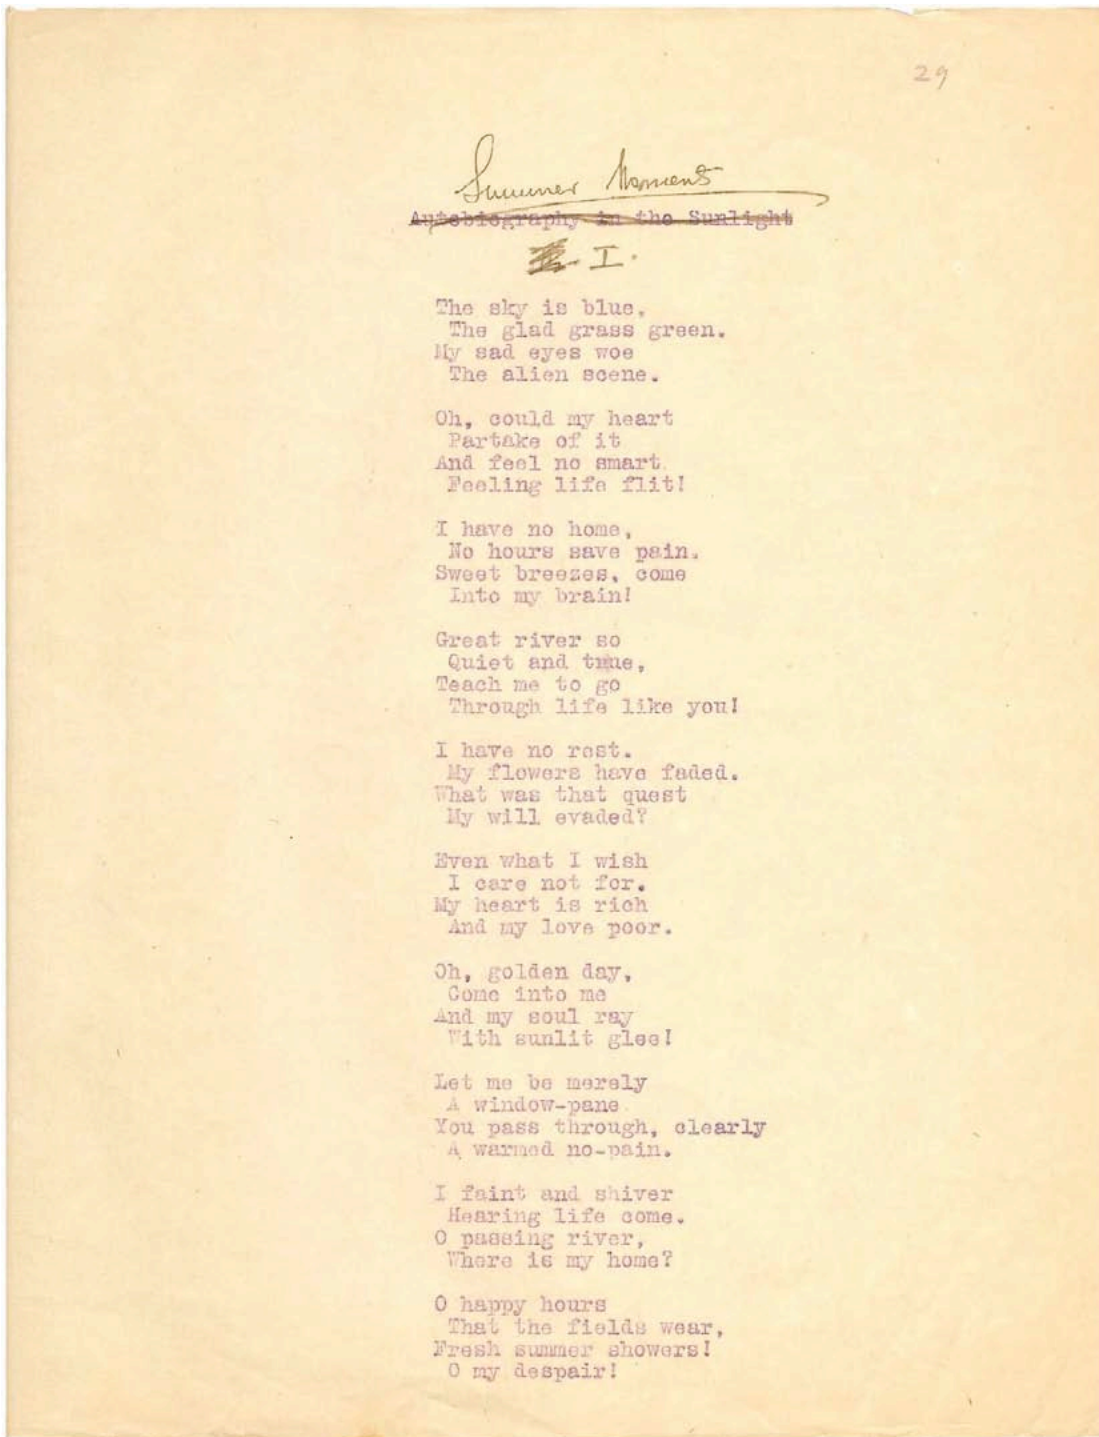 29
Summer Moments
Autobiography in the Sunlight
I.
The sky is blue,
The glad grass green.
My sad eyes woe
The alien scene.
Oh, could my heart
Partake of it
And feel no smart
Feeling life flit!
I have no home,
No hours save pain.
Sweet breezes, come
Into my brain!
Great river so
Quiet and true,
Teach me to go
Through life like you!
I have no rest.
My flowers have faded.
What was that quest
My will evaded?
Even what I wish
I care not for.
My heart is rich
And my love poor.
Oh, golden day,
Come into me
And my soul ray
With sunlit glee!
Let me be merely
A window-pane
You pass through, clearly
A warmed no-pain.
I faint and shiver
Hearing life come.
O passing river,
Where is my home?
O happy hours
That the fields wear,
Fresh summer showers!
O my despair!